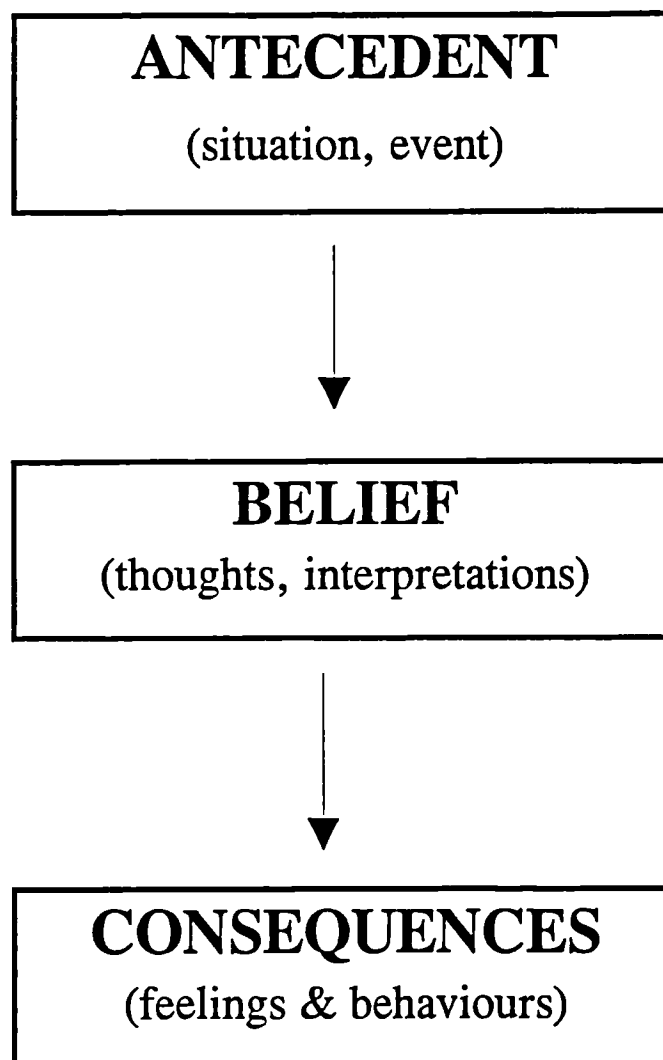 ANTECEDENT
(situation, event)
BELIEF
(thoughts, interpretations)
CONSEQUENCES
(feelings & behaviours)